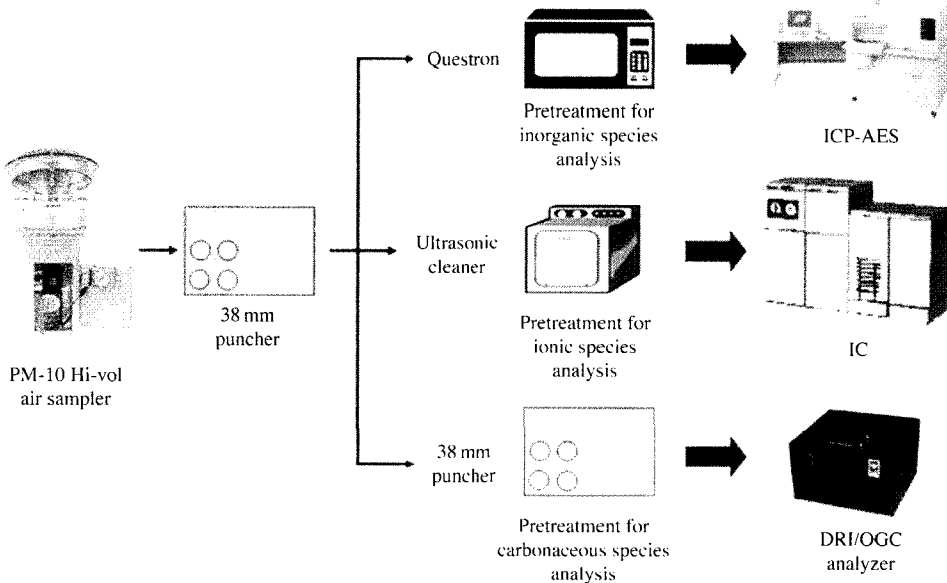 PM-10 Hi-vol
air sampler
38 mm
puncher
Questron
Pretreatment for
inorganic species
analysis
ICP-AES
Ultrasonic
cleaner
Pretreatment for
ionic species
analysis
IC
38 mm
puncher
Pretreatment for
carbonaceous species
analysis
DRI/OGC
analyzer